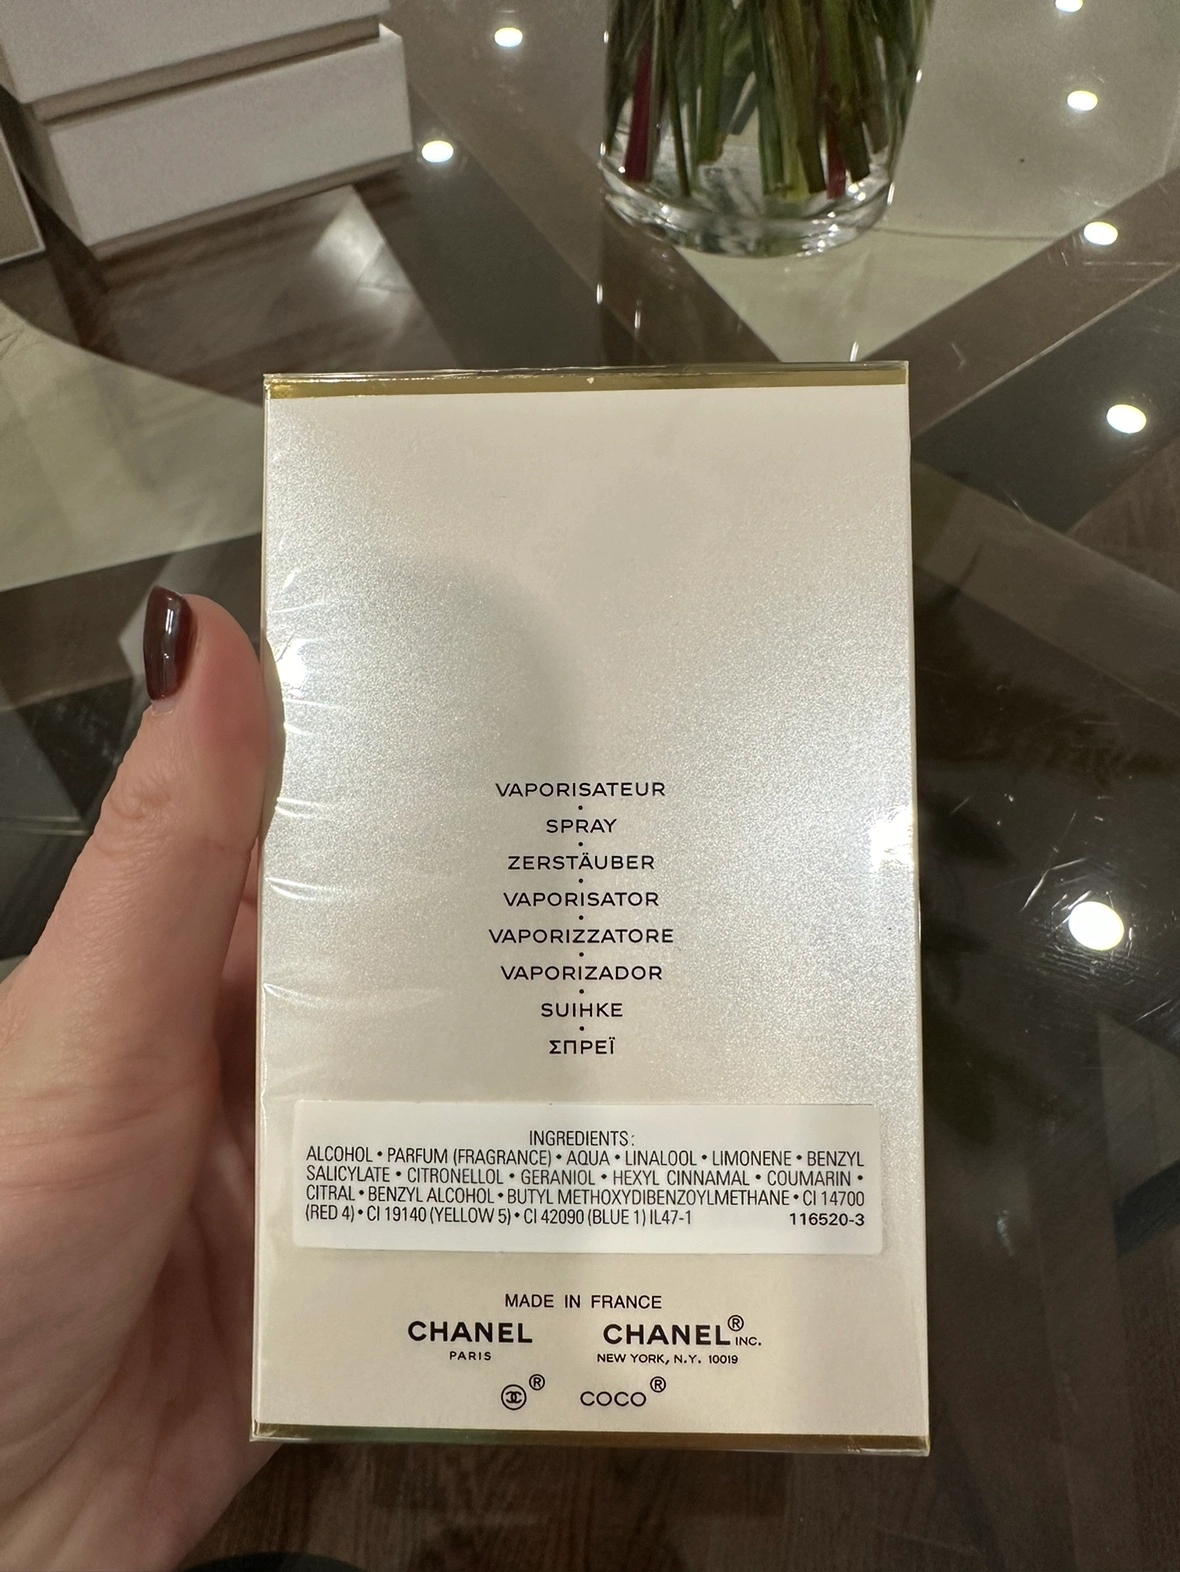 VAPORISATEUR
•
SPRAY
•
ZERSTÄUBER
•
VAPORISATOR
•
VAPORIZZATORE
•
VAPORIZADOR
•
SUIHKE
•
ΣΠΡΕΪ
INGREDIENTS:
ALCOHOL • PARFUM (FRAGRANCE) • AQUA • LINALOOL • LIMONENE • BENZYL
SALICYLATE • CITRONELLOL • GERANIOL • HEXYL CINNAMAL • COUMARIN •
CITRAL • BENZYL ALCOHOL • BUTYL METHOXYDIBENZOYLMETHANE • CI 14700
(RED 4) • CI 19140 (YELLOW 5) • CI 42090 (BLUE 1) IL47-1 116520-3
MADE IN FRANCE
CHANEL CHANEL® INC.
PARIS NEW YORK, N.Y. 10019
® COCO®